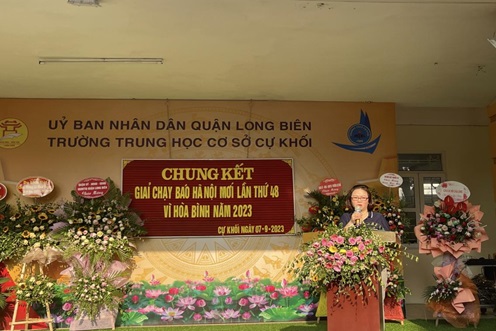 ỦY BAN NHÂN DÂN QUẬN LONG BIÊN
TRƯỜNG TRUNG HỌC CƠ SỞ CỰ KHỐI
CHUNG KẾT
GIẢI CHẠY BÁO HÀ NỘI MỚI LẦN THỨ 48
VÌ HÒA BÌNH NĂM 2023
CỰ KHỐI NGÀY 07-9-2023